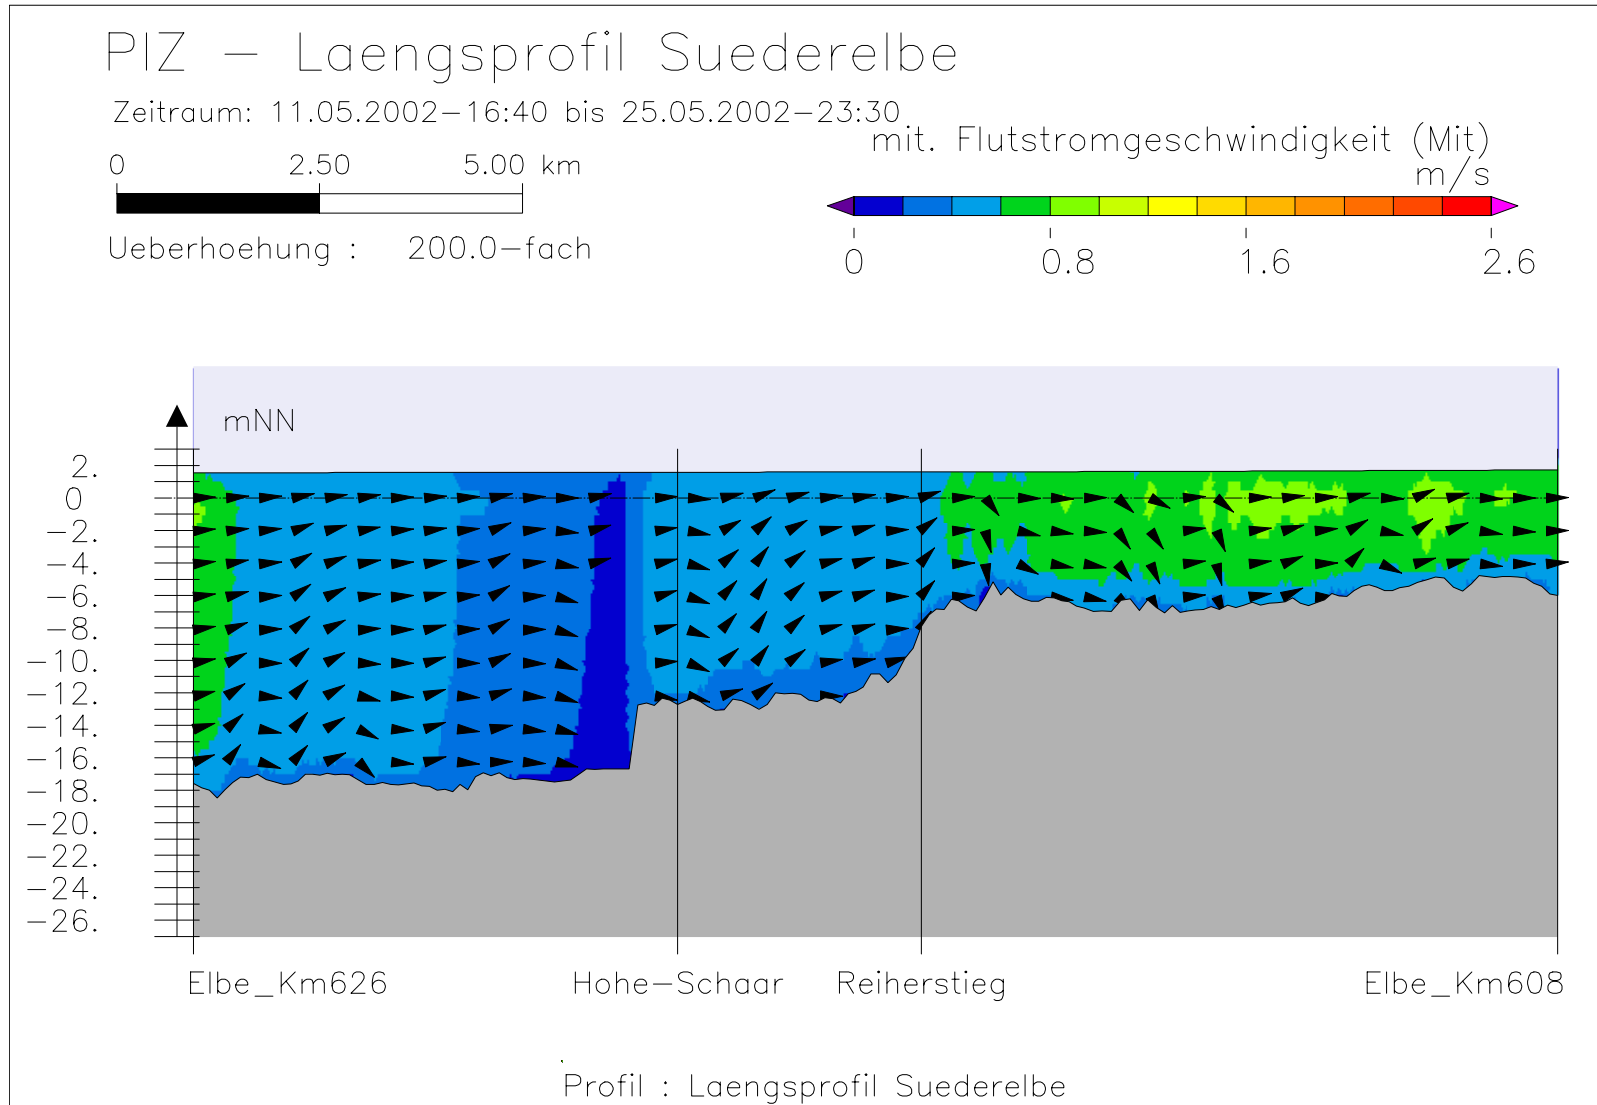 PIZ - Laengsprofil Suederelbe
Zeitraum: 11.05.2002-16:40 bis 25.05.2002-23:30
mit. Flutstromgeschwindigkeit (Mit)
m/s
0 2.50 5.00 km
Ueberhoehung : 200.0-fach
0 0.8 1.6 2.6
mNN
2.
0
-2.
-4.
-6.
-8.
-10.
-12.
-14.
-16.
-18.
-20.
-22.
-24.
-26.
Elbe_Km626 Hohe-Schaar Reiherstieg Elbe_Km608
Profil : Laengsprofil Suederelbe